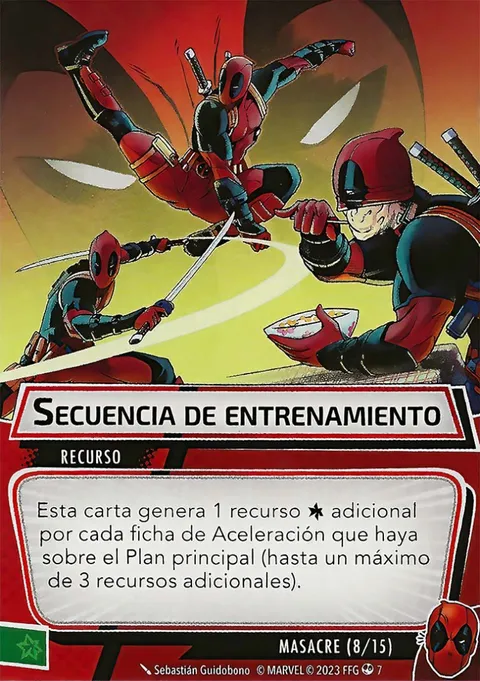 SECUENCIA DE ENTRENAMIENTO
RECURSO
Esta carta genera 1 recurso adicional
por cada ficha de Aceleración que haya
sobre el Plan principal (hasta un máximo
de 3 recursos adicionales).
MASACRE (8/15)
Sebastián Guidobono © MARVEL © 2023 FFG 7